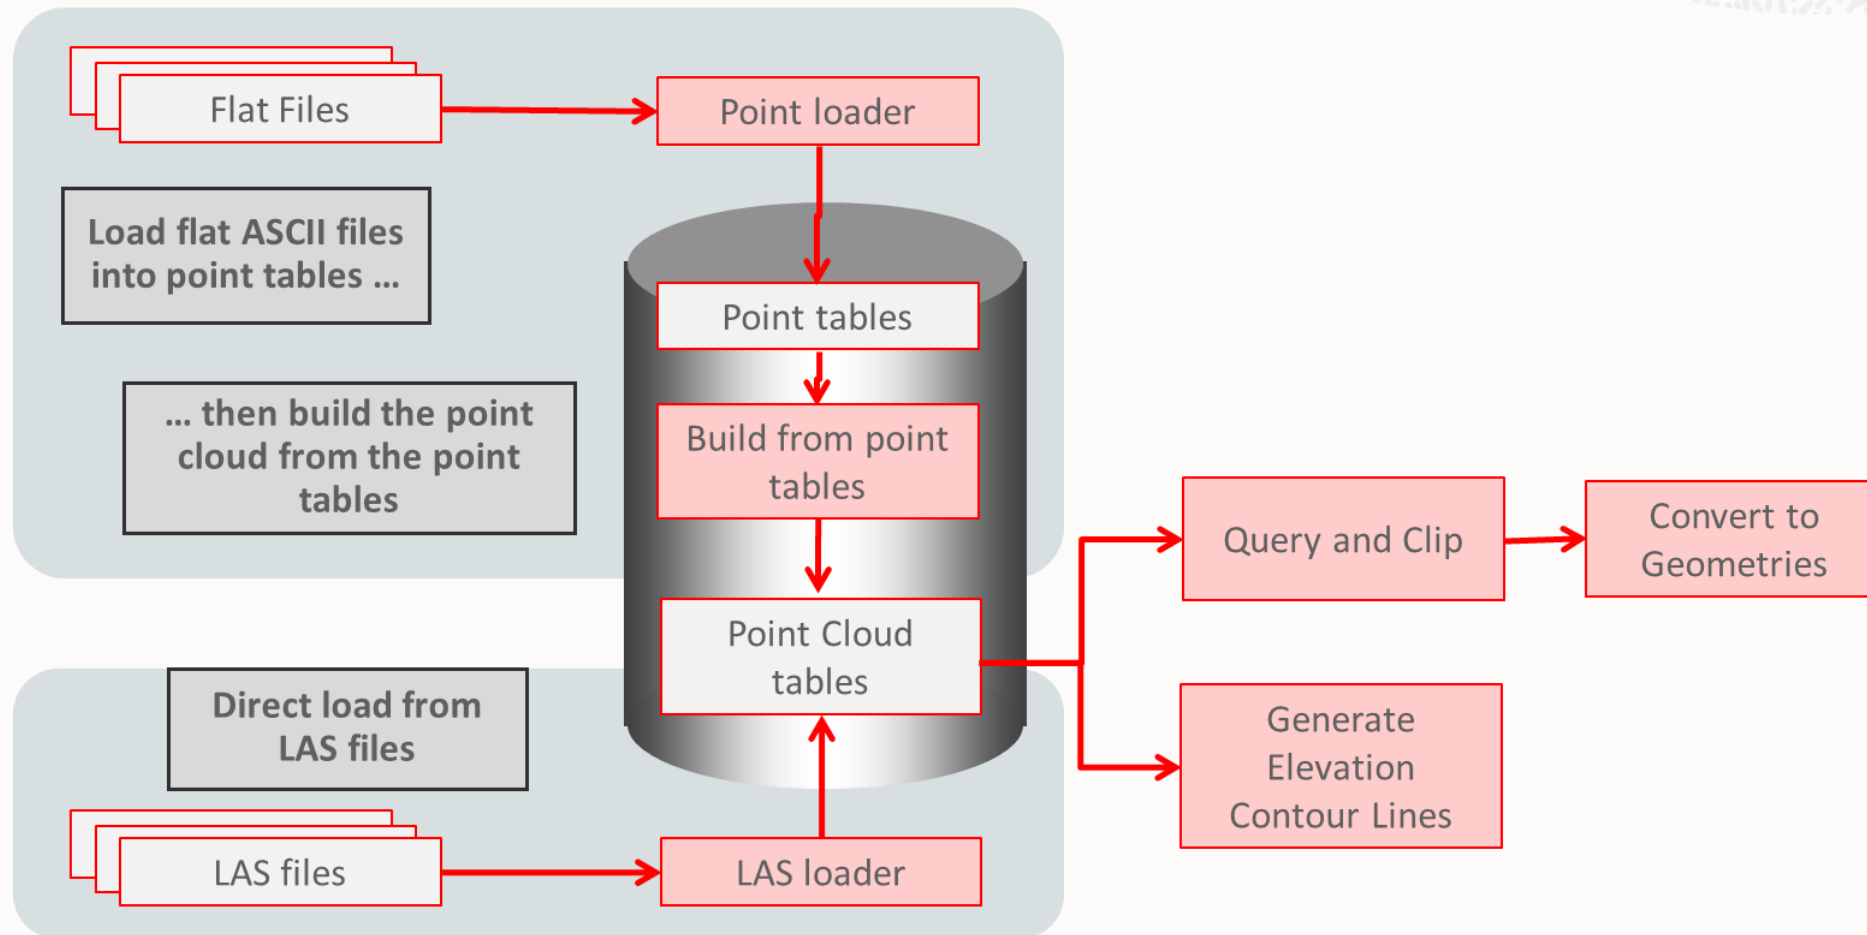 Flat Files
Point loader
Load flat ASCII files
into point tables ...
Point tables
... then build the point
cloud from the point
tables
Build from point
tables
Query and Clip
Convert to
Geometries
Point Cloud
tables
Direct load from
LAS files
Generate
Elevation
Contour Lines
LAS files
LAS loader